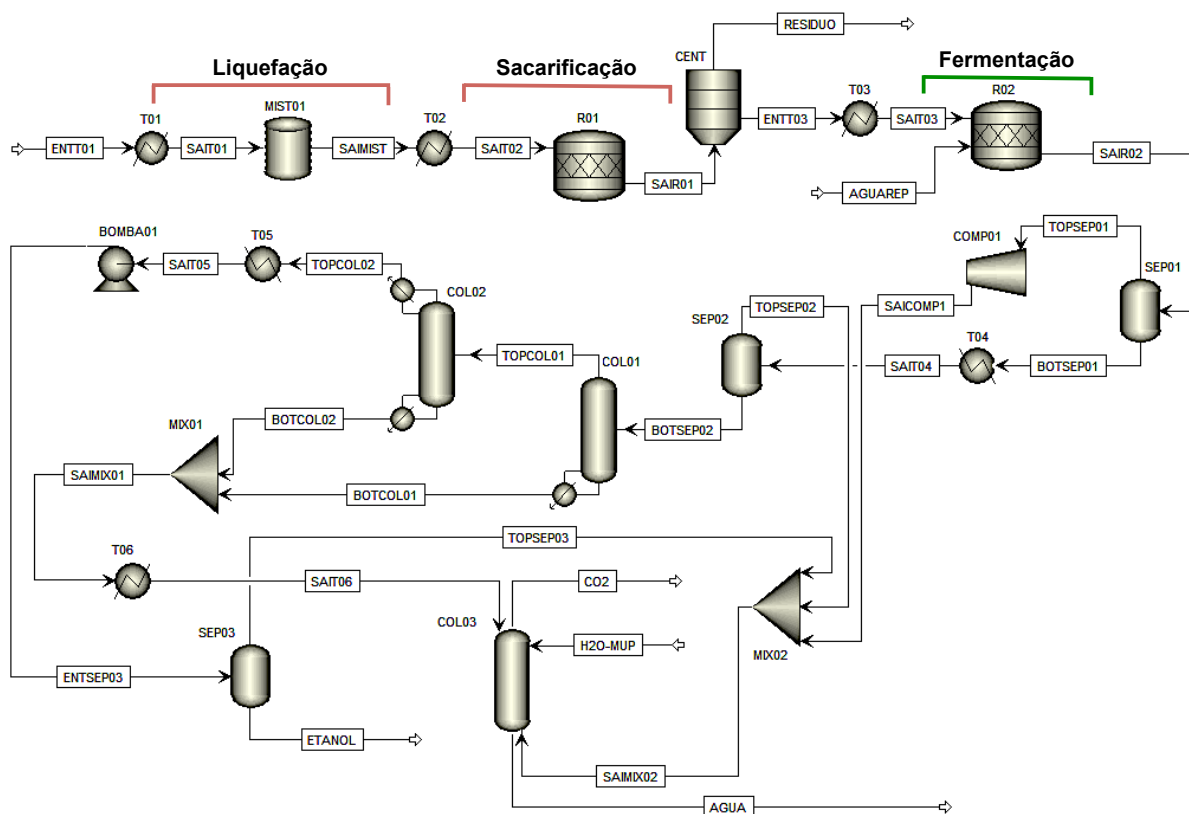 RESIDUO
Liquefação
Sacarificação
CENT
Fermentação
T01
MIST01
T02
R01
T03
R02
ENTT01
SAIT01
SAIMIST
SAIT02
SAIR01
ENTT03
SAIT03
SAIR02
AGUAREP
BOMBA01
T05
SAIT05
TOPCOL02
COL02
COMP01
TOPSEP01
SEP01
SAICOMP1
SEP02
TOPSEP02
T04
TOPCOL01
COL01
SAIT04
BOTSEP01
MIX01
BOTCOL02
BOTSEP02
SAIMIX01
BOTCOL01
T06
TOPSEP03
SAIT06
CO2
COL03
SEP03
H2O-MUP
MIX02
ENTSEP03
ETANOL
SAIMIX02
AGUA